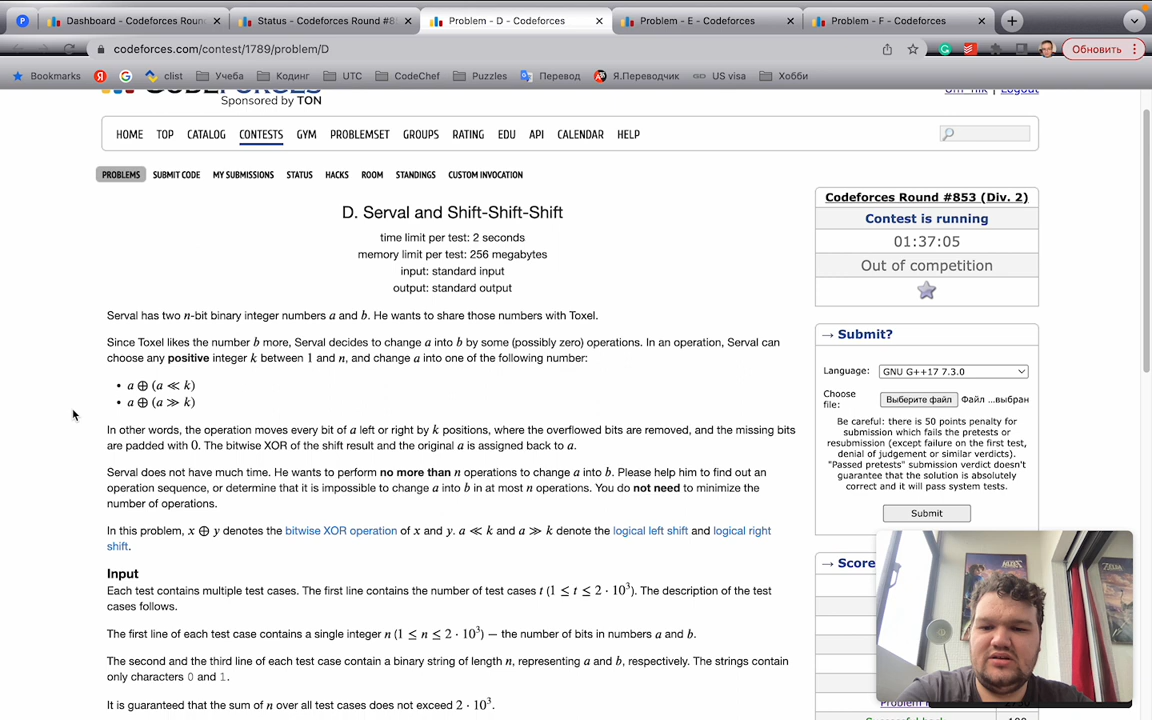 Dashboard - Codeforces Roun
Status - Codeforces Round #8
Problem - D - Codeforces
Problem - E - Codeforces
Problem - F - Codeforces
codeforces.com/contest/1789/problem/D
Обновить
Bookmarks
clist
Учеба
Кодинг
UTC
CodeChef
Puzzles
Перевод
Я.Переводчик
US visa
Хобби
Sponsored by TON
HOME TOP CATALOG CONTESTS GYM PROBLEMSET GROUPS RATING EDU API CALENDAR HELP
PROBLEMS SUBMIT CODE MY SUBMISSIONS STATUS HACKS ROOM STANDINGS CUSTOM INVOCATION
D. Serval and Shift-Shift-Shift
time limit per test: 2 seconds
memory limit per test: 256 megabytes
input: standard input
output: standard output
Serval has two n-bit binary integer numbers a and b. He wants to share those numbers with Toxel.
Since Toxel likes the number b more, Serval decides to change a into b by some (possibly zero) operations. In an operation, Serval can
choose any positive integer k between 1 and n, and change a into one of the following number:
• a ⊕ (a ≪ k)
• a ⊕ (a ≫ k)
In other words, the operation moves every bit of a left or right by k positions, where the overflowed bits are removed, and the missing bits
are padded with 0. The bitwise XOR of the shift result and the original a is assigned back to a.
Serval does not have much time. He wants to perform no more than n operations to change a into b. Please help him to find out an
operation sequence, or determine that it is impossible to change a into b in at most n operations. You do not need to minimize the
number of operations.
In this problem, x ⊕ y denotes the bitwise XOR operation of x and y. a ≪ k and a ≫ k denote the logical left shift and logical right
shift.
Input
Each test contains multiple test cases. The first line contains the number of test cases t (1 ≤ t ≤ 2 · 10³). The description of the test
cases follows.
The first line of each test case contains a single integer n (1 ≤ n ≤ 2 · 10³) — the number of bits in numbers a and b.
The second and the third line of each test case contain a binary string of length n, representing a and b, respectively. The strings contain
only characters 0 and 1.
It is guaranteed that the sum of n over all test cases does not exceed 2 · 10³.
Codeforces Round #853 (Div. 2)
Contest is running
01:37:05
Out of competition
→ Submit?
Language:
GNU G++17 7.3.0
Choose
file:
Выберите файл
Файл ...выбран
Be careful: there is 50 points penalty for
submission which fails the pretests or
resubmission (except failure on the first test,
denial of judgement or similar verdicts).
"Passed pretests" submission verdict doesn't
guarantee that the solution is absolutely
correct and it will pass system tests.
Submit
→ Score